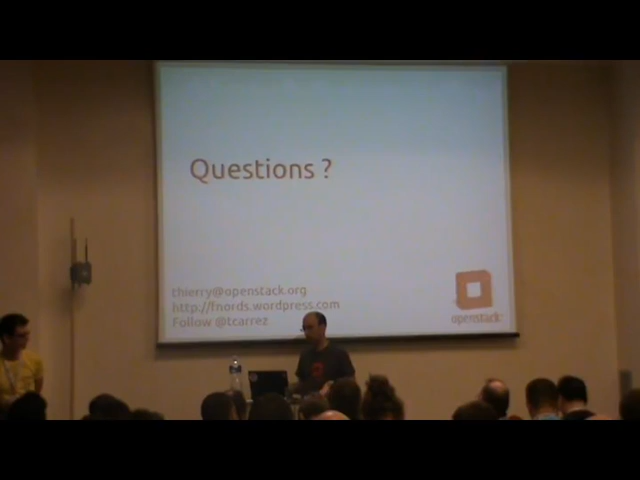 Questions ?
thierry@openstack.org
http://fnords.wordpress.com
Follow @tcarrez
openstack